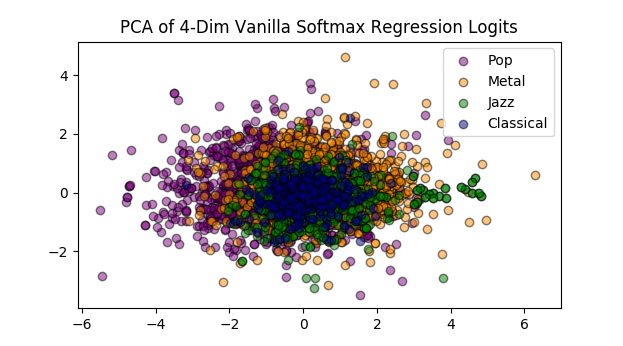 PCA of 4-Dim Vanilla Softmax Regression Logits
Pop
Metal
Jazz
Classical
4
2
0
−2
−6
−4
−2
0
2
4
6